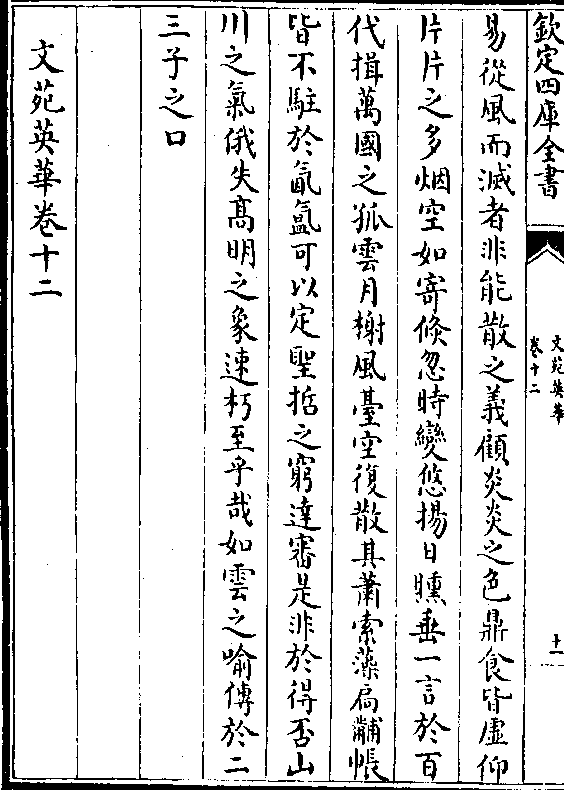 欽定四庫全書
文苑英華
卷十二
十一
易從風而滅者非能散之義顧炎炎之色鼎食皆虛仰
片片之多烟空如寄倐忽時變悠揚日曛垂一言於百
代揖萬國之孤雲月榭風臺空復散其蕭索藻扃黼帳
皆不駐於氤氲可以定聖哲之窮達審是非於得否山
川之氣俄失高明之象速朽至乎哉如雲之喻傳於二
三子之口
文苑英華卷十二